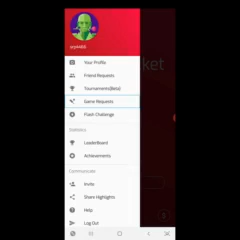 Your Profile
Friend Requests
Tournaments(Beta)
Game Requests
Flash Challenge
Statistics
LeaderBoard
Achievements
Communicate
Invite
Share Highlights
Help
Log Out
ket